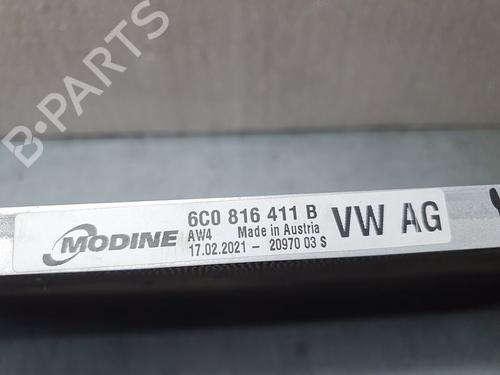 B-PARTS
MODINE
6C0 816 411 B
AW4 Made in Austria
17.02.2021 - 20970 03 S
VW AG